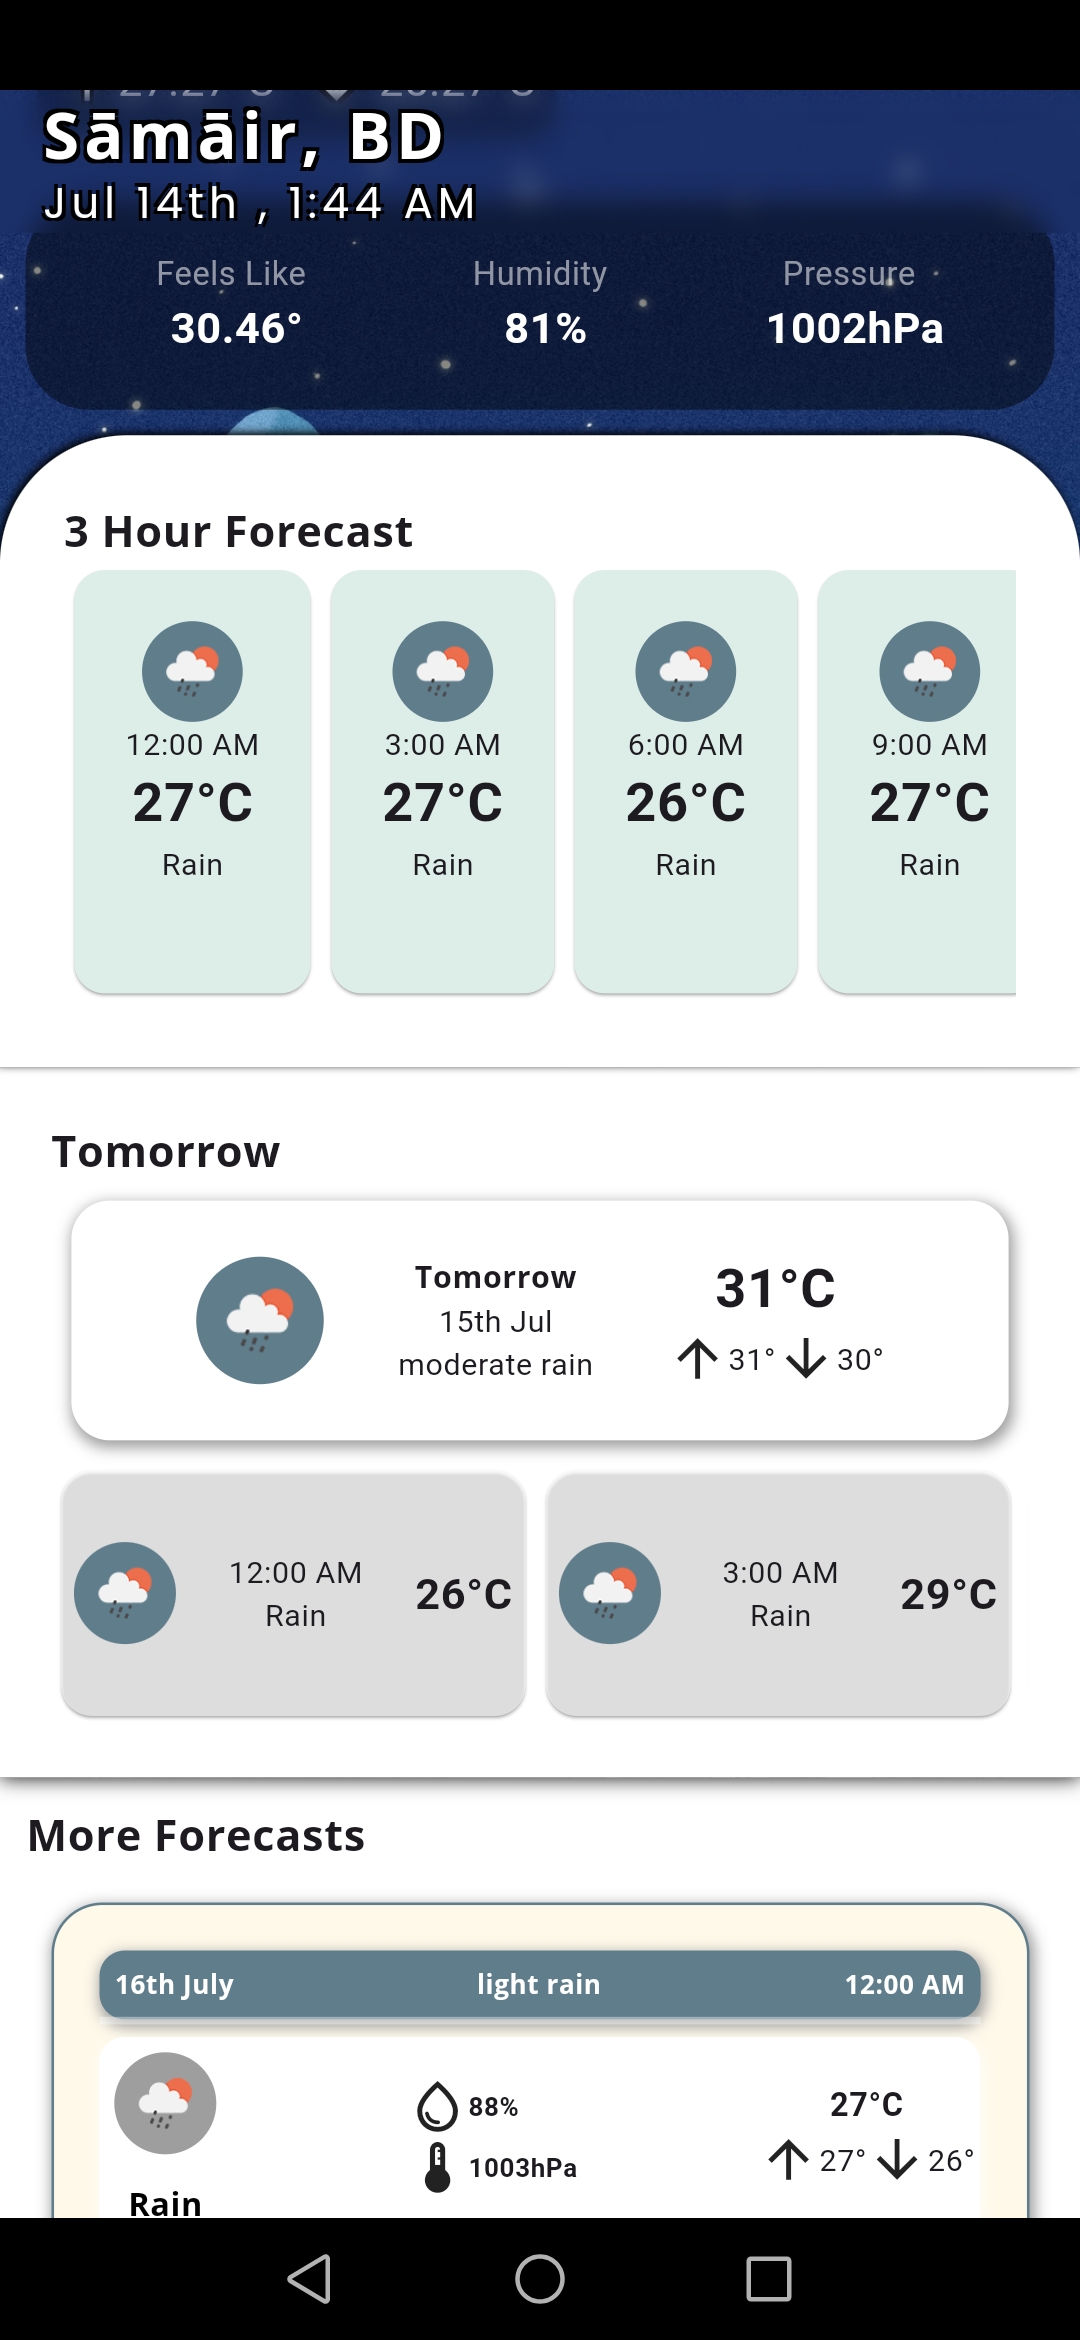 Sāmāir, BD
Jul 14th , 1:44 AM
Feels Like Humidity Pressure
30.46° 81% 1002hPa
3 Hour Forecast
12:00 AM 3:00 AM 6:00 AM 9:00 AM
27°C 27°C 26°C 27°C
Rain Rain Rain Rain
Tomorrow
Tomorrow 31°C
15th Jul
moderate rain 31° 30°
12:00 AM 3:00 AM
Rain 26°C Rain 29°C
More Forecasts
16th July light rain 12:00 AM
88% 27°C
1003hPa 27° 26°
Rain